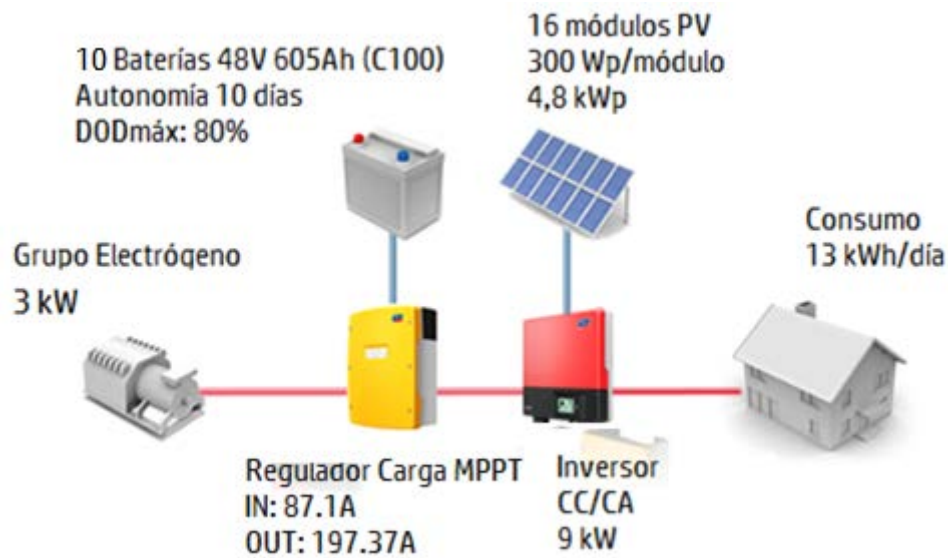 10 Baterías 48V 605Ah (C100)
Autonomía 10 días
DODmáx: 80%
16 módulos PV
300 Wp/módulo
4,8 kWp
Consumo
13 kWh/día
Grupo Electrógeno
3 kW
Regulador Carga MPPT
IN: 87.1A
OUT: 197.37A
Inversor
CC/CA
9 kW